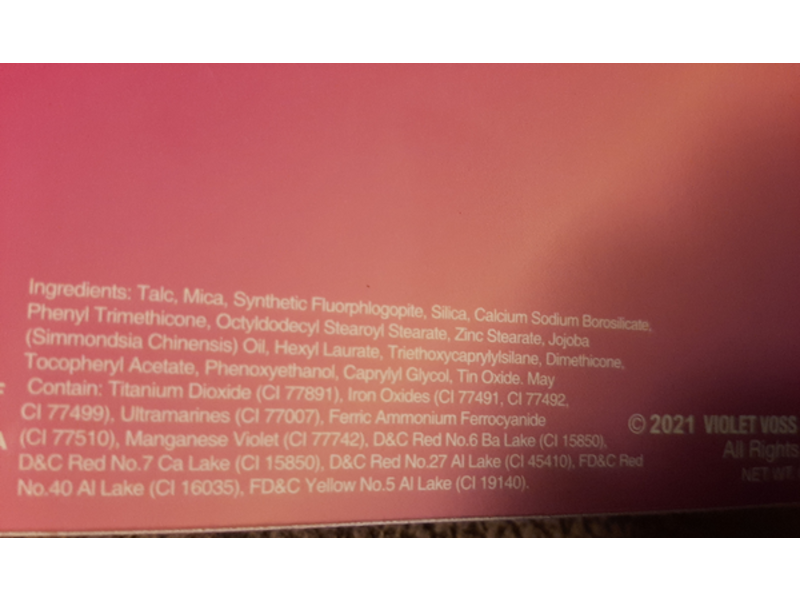 Ingredients: Talc, Mica, Synthetic Fluorphlogopite, Silica, Calcium Sodium Borosilicate,
Phenyl Trimethicone, Octyldodecyl Stearoyl Stearate, Zinc Stearate, Jojoba
(Simmondsia Chinensis) Oil, Hexyl Laurate, Triethoxycaprylylsilane, Dimethicone,
Tocopheryl Acetate, Phenoxyethanol, Caprylyl Glycol, Tin Oxide. May
Contain: Titanium Dioxide (CI 77891), Iron Oxides (CI 77491, CI 77492,
CI 77499), Ultramarines (CI 77007), Ferric Ammonium Ferrocyanide
(CI 77510), Manganese Violet (CI 77742), D&C Red No.6 Ba Lake (CI 15850),
D&C Red No.7 Ca Lake (CI 15850), D&C Red No.27 Al Lake (CI 45410), FD&C Red
No.40 Al Lake (CI 16035), FD&C Yellow No.5 Al Lake (CI 19140).
F
A
© 2021 VIOLET VOSS
All Rights
NET WT